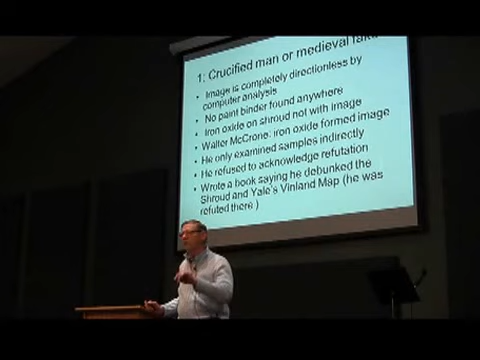 1: Crucified man or medieval fake
• Image is completely directionless by
computer analysis
• No paint binder found anywhere
• Iron oxide on shroud not with image
• Walter McCrone: iron oxide formed image
• He only examined samples indirectly
• He refused to acknowledge refutation
• Wrote a book saying he debunked the
Shroud and Yale's Vinland Map (he was
refuted there )